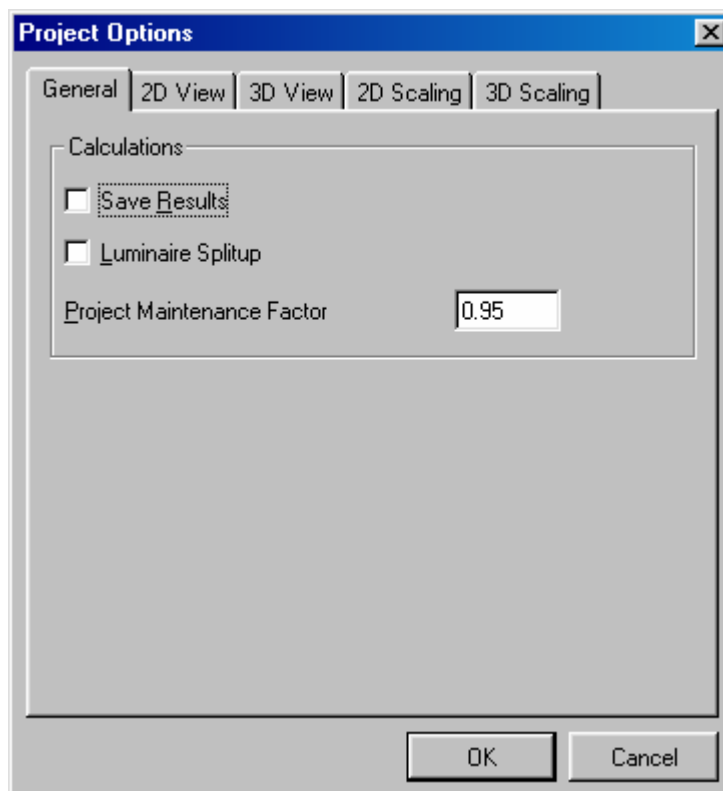 Project Options
General 2D View 3D View 2D Scaling 3D Scaling
Calculations
Save Results
Luminaire Splitup
Project Maintenance Factor 0.95
OK Cancel